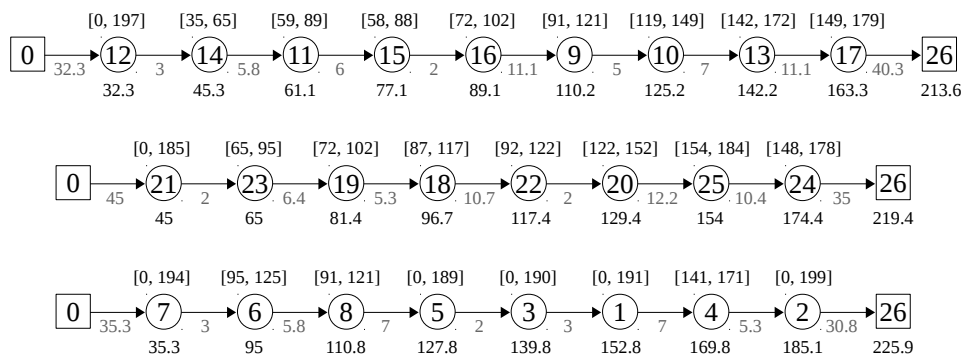 [0, 197] [35, 65] [59, 89] [58, 88] [72, 102] [91, 121] [119, 149] [142, 172] [149, 179]
0 12 14 11 15 16 9 10 13 17 26
32.3 3 5.8 6 2 11.1 5 7 11.1 40.3
32.3 45.3 61.1 77.1 89.1 110.2 125.2 142.2 163.3 213.6
[0, 185] [65, 95] [72, 102] [87, 117] [92, 122] [122, 152] [154, 184] [148, 178]
0 21 23 19 18 22 20 25 24 26
45 2 6.4 5.3 10.7 2 12.2 10.4 35
45 65 81.4 96.7 117.4 129.4 154 174.4 219.4
[0, 194] [95, 125] [91, 121] [0, 189] [0, 190] [0, 191] [141, 171] [0, 199]
0 7 6 8 5 3 1 4 2 26
35.3 3 5.8 7 2 3 7 5.3 30.8
35.3 95 110.8 127.8 139.8 152.8 169.8 185.1 225.9